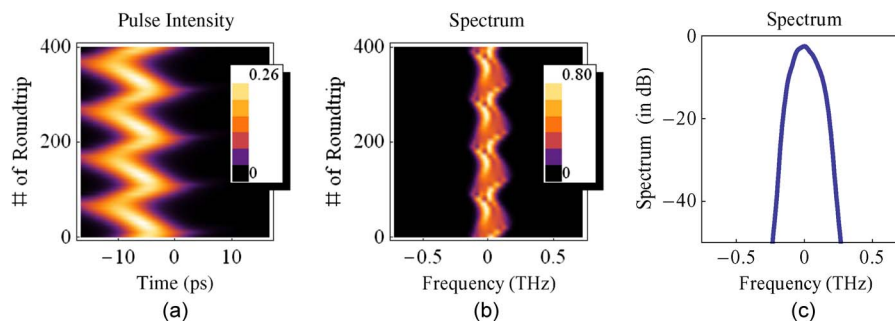 Pulse Intensity
# of Roundtrip
400
200
0
0.26
0
−10
0
10
Time (ps)
(a)
Spectrum
# of Roundtrip
400
200
0
0.80
0
−0.5
0
0.5
Frequency (THz)
(b)
Spectrum
Spectrum (in dB)
0
−20
−40
−0.5
0
0.5
Frequency (THz)
(c)